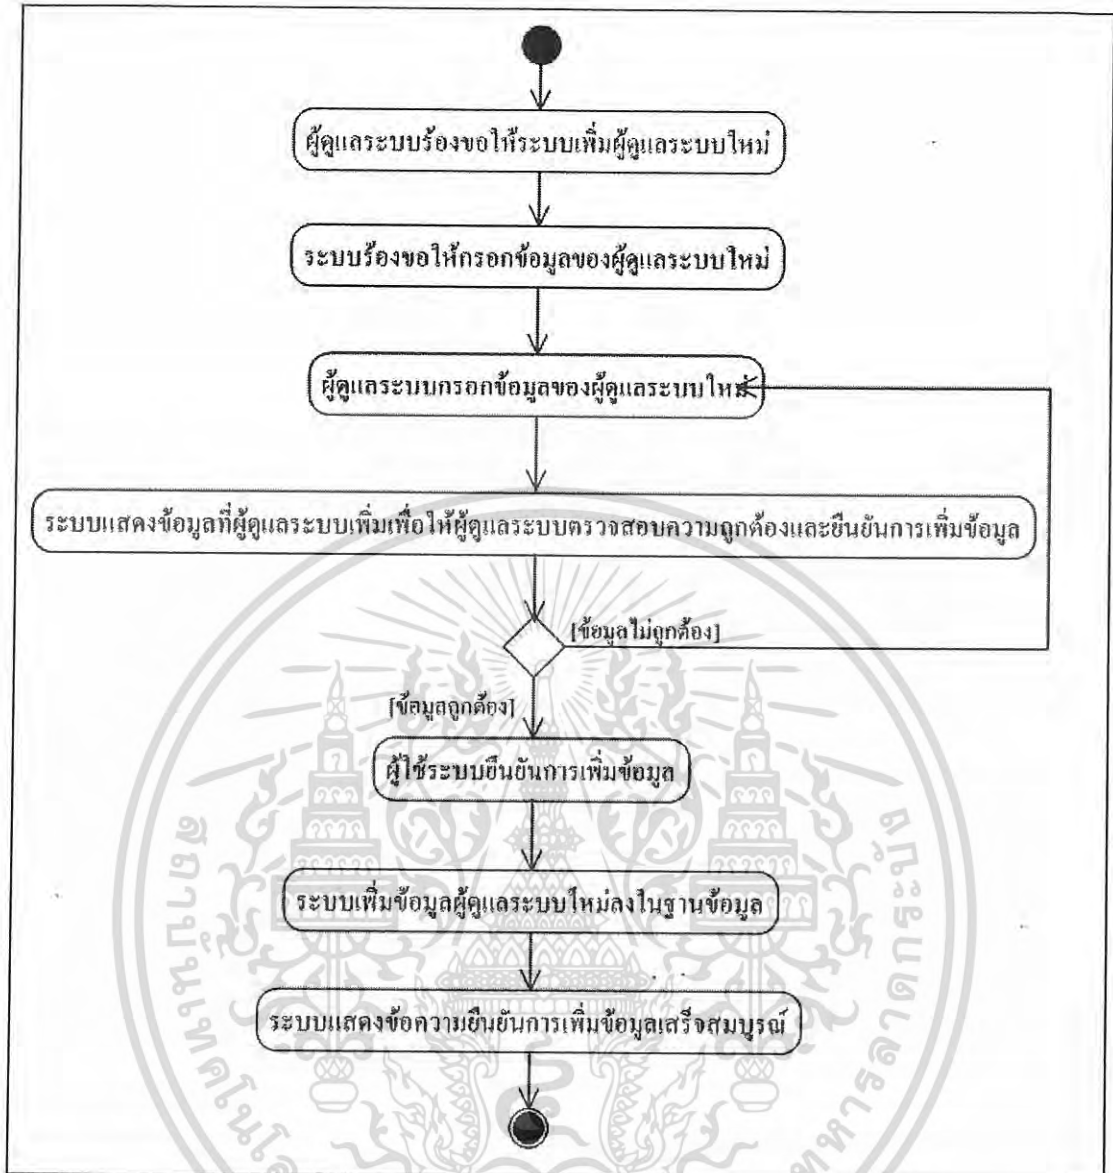 ผู้ดูแลระบบร้องขอให้ระบบเพิ่มผู้ดูแลระบบใหม่
ระบบร้องขอให้กรอกข้อมูลของผู้ดูแลระบบใหม่
ผู้ดูแลระบบกรอกข้อมูลของผู้ดูแลระบบใหม่
ระบบแสดงข้อมูลที่ผู้ดูแลระบบเพิ่มเพื่อให้ผู้ดูแลระบบตรวจสอบความถูกต้องและยืนยันการเพิ่มข้อมูล
[ข้อมูลไม่ถูกต้อง]
[ข้อมูลถูกต้อง]
ผู้ใช้ระบบยืนยันการเพิ่มข้อมูล
ระบบเพิ่มข้อมูลผู้ดูแลระบบใหม่ลงในฐานข้อมูล
ระบบแสดงข้อความยืนยันการเพิ่มข้อมูลเสร็จสมบูรณ์